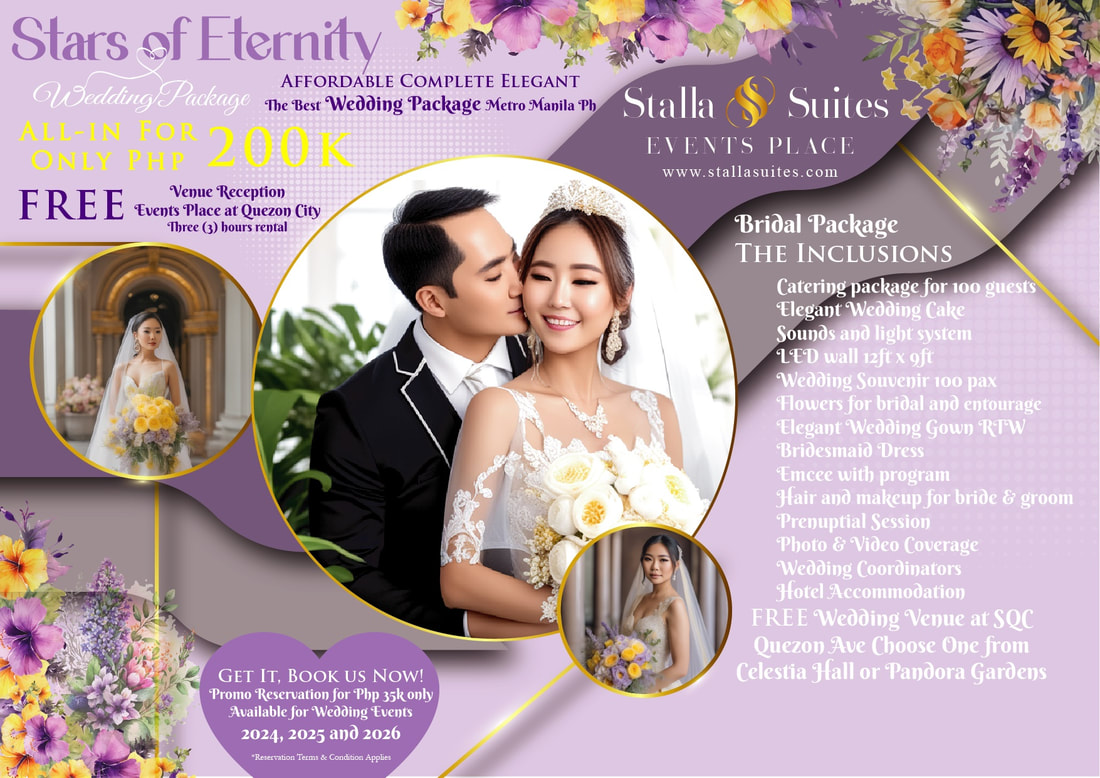 Stars of Eternity
Wedding Package
AFFORDABLE COMPLETE ELEGANT
The Best Wedding Package Metro Manila Ph
ALL-IN FOR
ONLY PHP 200K
FREE
Venue Reception
Events Place at Quezon City
Three (3) hours rental
Stalla Suites
EVENTS PLACE
www.stallasuites.com
Bridal Package
THE INCLUSIONS
Catering package for 100 guests
Elegant Wedding Cake
Sounds and light system
LED wall 12ft x 9ft
Wedding Souvenir 100 pax
Flowers for bridal and entourage
Elegant Wedding Gown RTW
Bridesmaid Dress
Emcee with program
Hair and makeup for bride & groom
Prenuptial Session
Photo & Video Coverage
Wedding Coordinators
Hotel Accommodation
FREE Wedding Venue at SQC
Quezon Ave Choose One from
Celestia Hall or Pandora Gardens
GET IT, BOOK US NOW!
Promo Reservation for Php 35k only
Available for Wedding Events
2024, 2025 and 2026
*Reservation Terms & Condition Applies